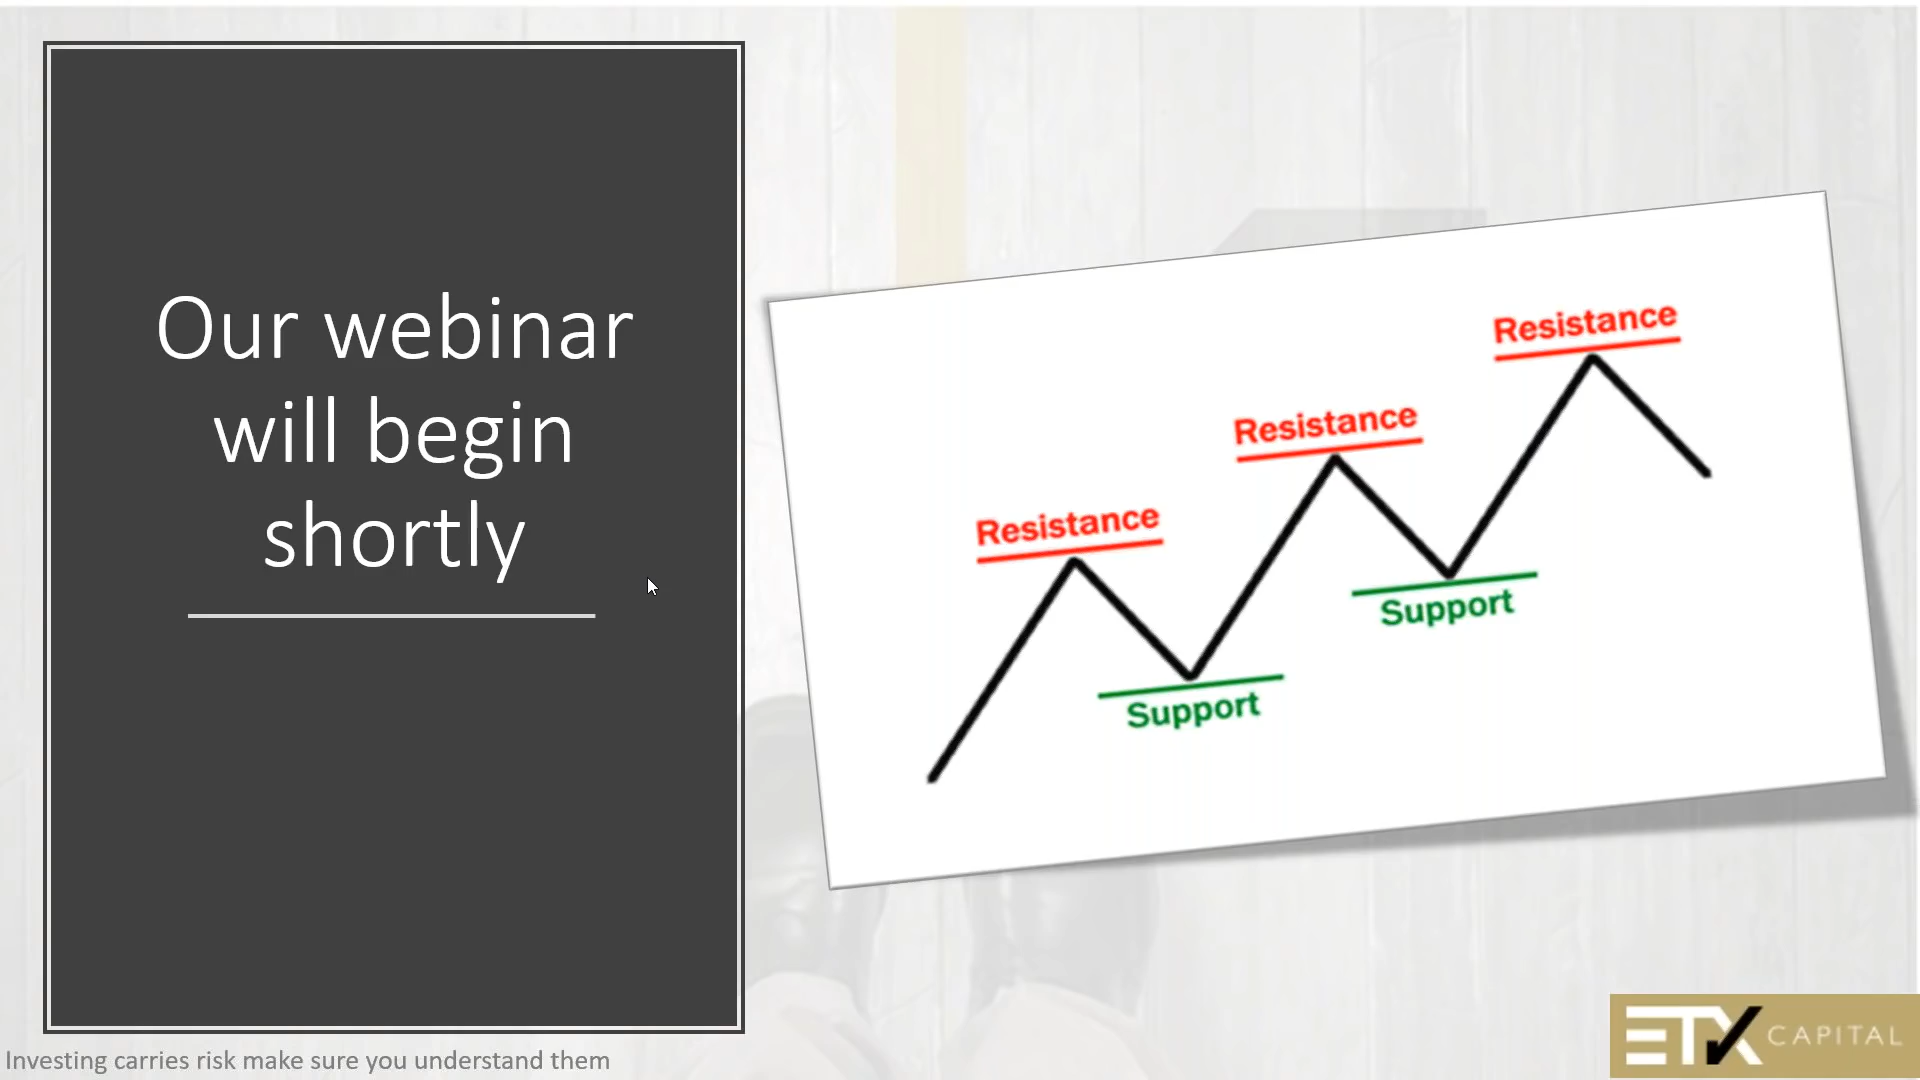 Our webinar
will begin
shortly
Resistance
Resistance
Resistance
Support
Support
Investing carries risk make sure you understand them
ETX CAPITAL